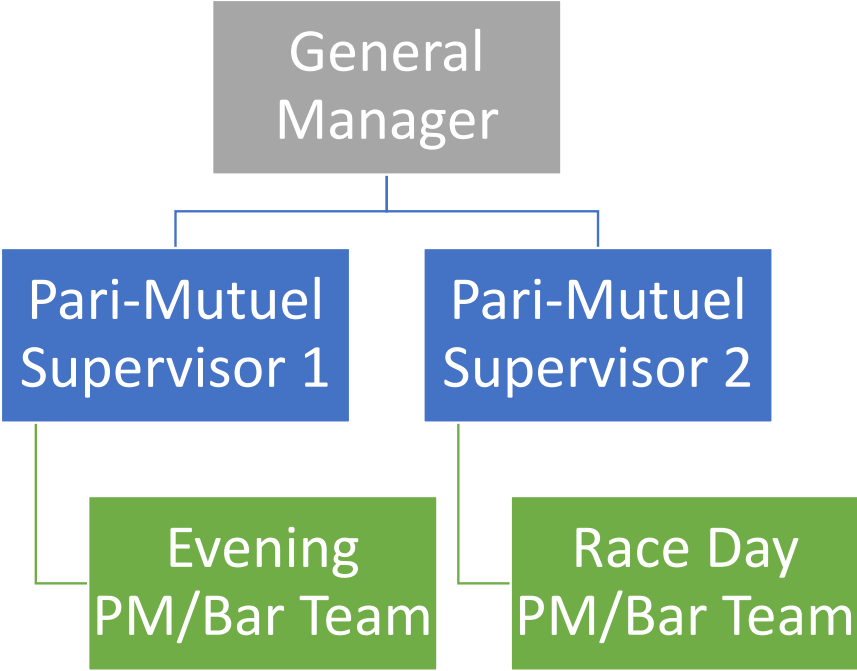 General
Manager
Pari-Mutuel
Supervisor 1
Pari-Mutuel
Supervisor 2
Evening
PM/Bar Team
Race Day
PM/Bar Team